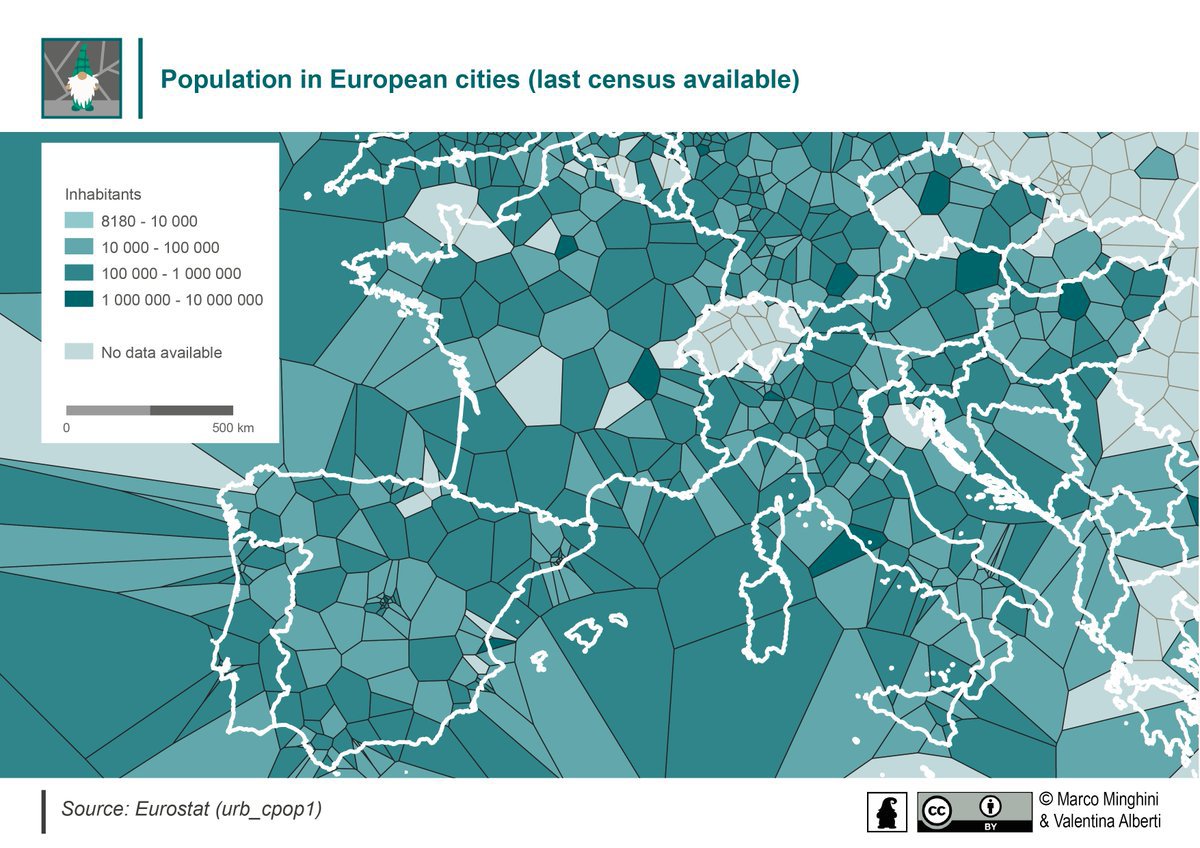 Population in European cities (last census available)
Inhabitants
8180 - 10 000
10 000 - 100 000
100 000 - 1 000 000
1 000 000 - 10 000 000
No data available
0 500 km
Source: Eurostat (urb_cpop1)
cc
BY
© Marco Minghini
& Valentina Alberti